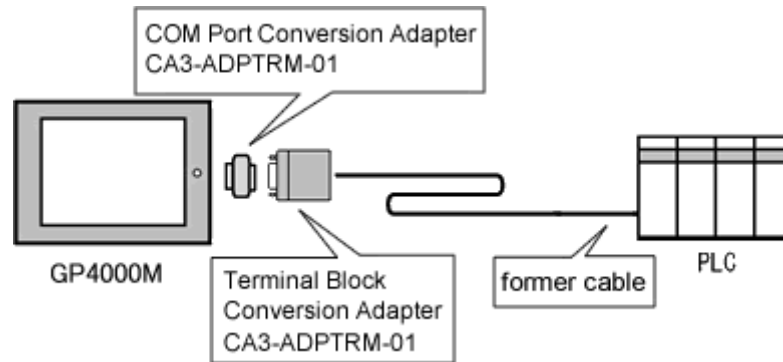 COM Port Conversion Adapter
CA3-ADPTRM-01
GP4000M
Terminal Block
Conversion Adapter
CA3-ADPTRM-01
former cable
PLC